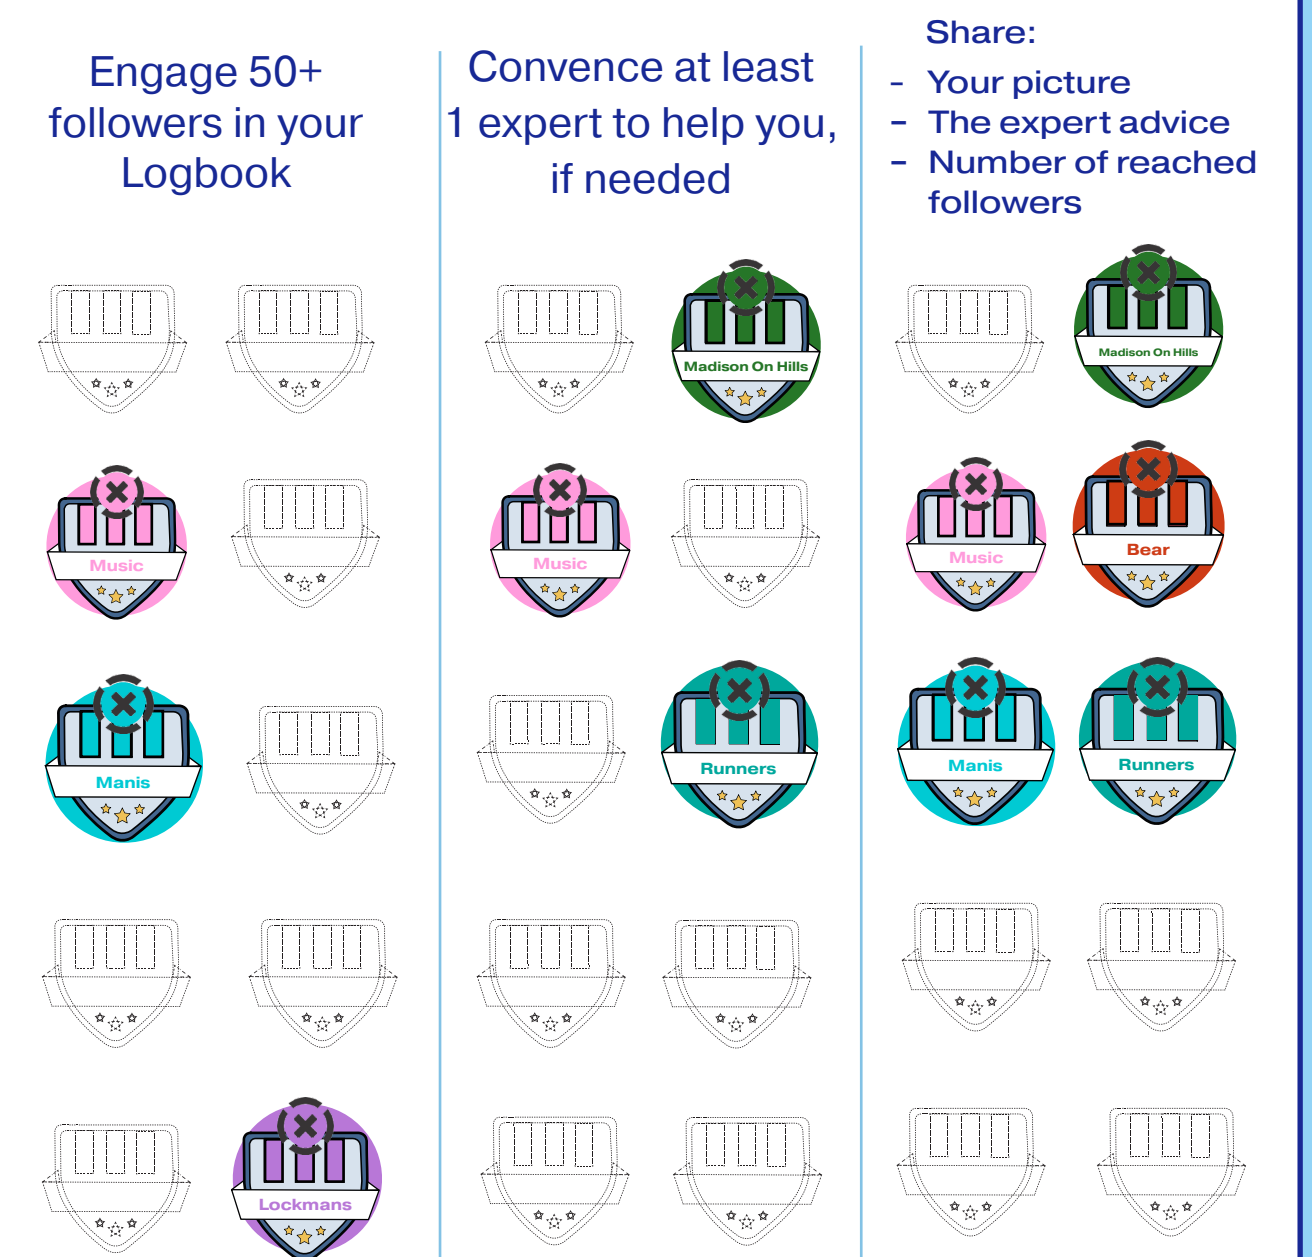 Engage 50+
followers in your
Logbook
Convence at least
1 expert to help you,
if needed
Share:
- Your picture
- The expert advice
- Number of reached
followers
Madison On Hills
Madison On Hills
Music
Music
Music
Bear
Manis
Runners
Manis
Runners
Lockmans